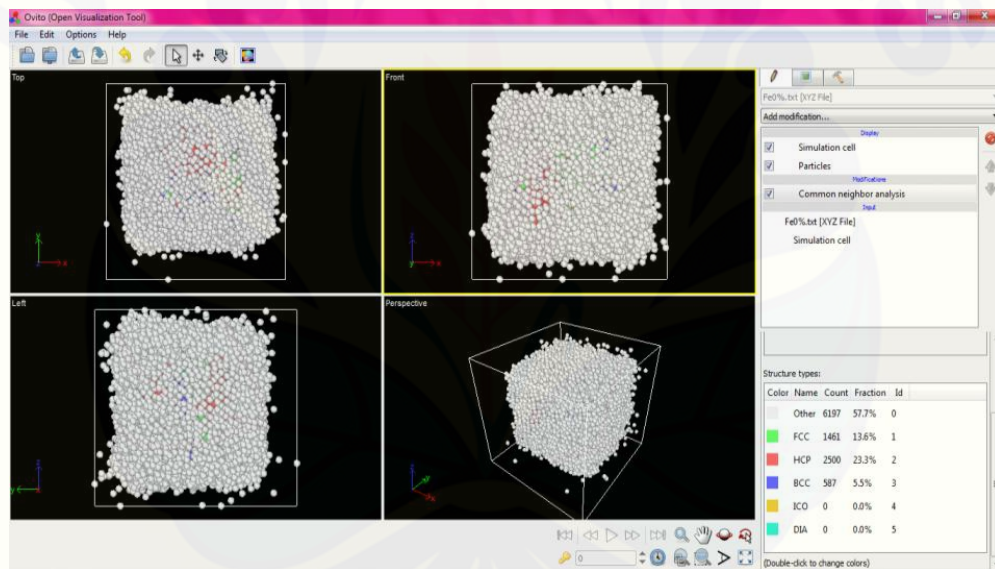 Ovito (Open Visualization Tool)
File Edit Options Help
Top
Front
Left
Perspective
Fe0%.txt [XYZ File]
Add modification...
Display
Simulation cell
Particles
Modifications
Common neighbor analysis
Input
Fe0%.txt [XYZ File]
Simulation cell
Structure types:
Color Name Count Fraction Id
Other 6197 57.7% 0
FCC 1461 13.6% 1
HCP 2500 23.3% 2
BCC 587 5.5% 3
ICO 0 0.0% 4
DIA 0 0.0% 5
(Double-click to change colors)
0